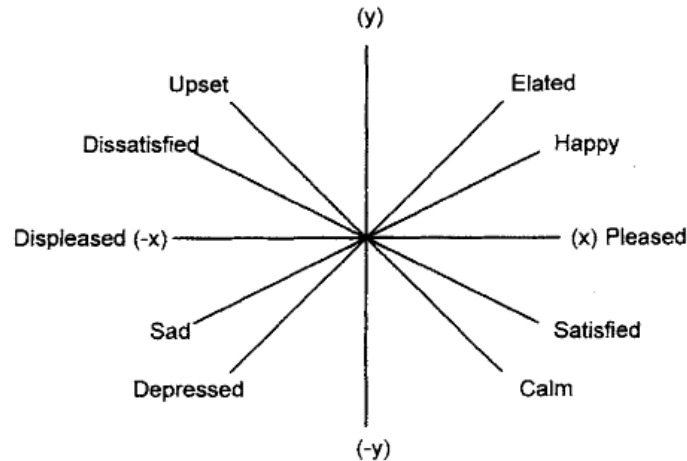 (y)
Upset
Elated
Dissatisfied
Happy
Displeased (-x)
(x) Pleased
Sad
Satisfied
Depressed
Calm
(-y)